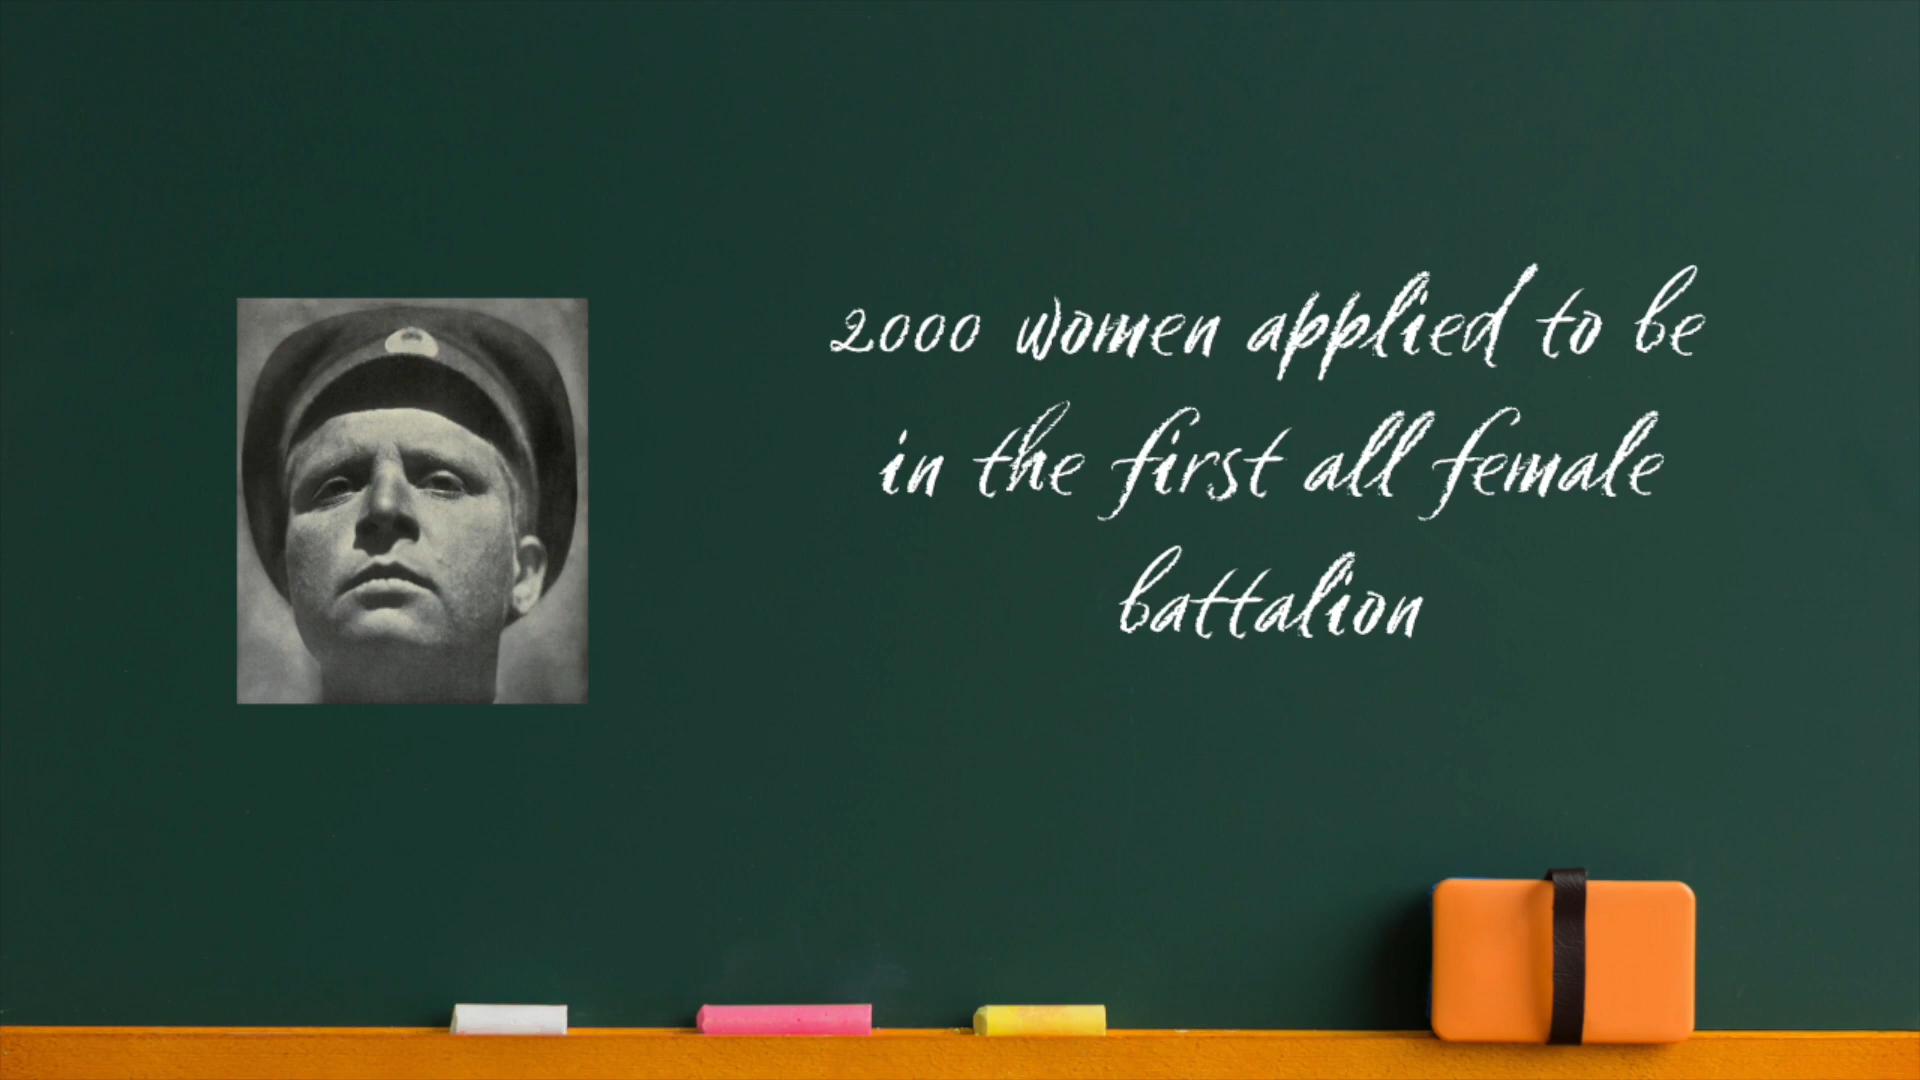 2000 women applied to be
in the first all female
battalion